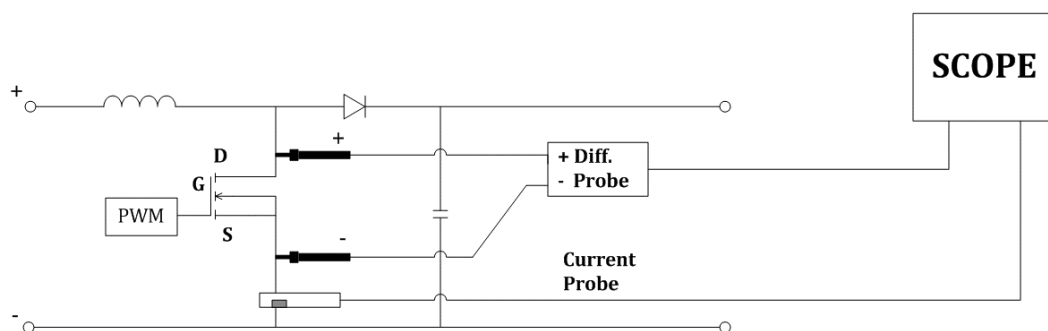 SCOPE
+
+
D
+ Diff.
G
- Probe
PWM
S
-
Current
Probe
-